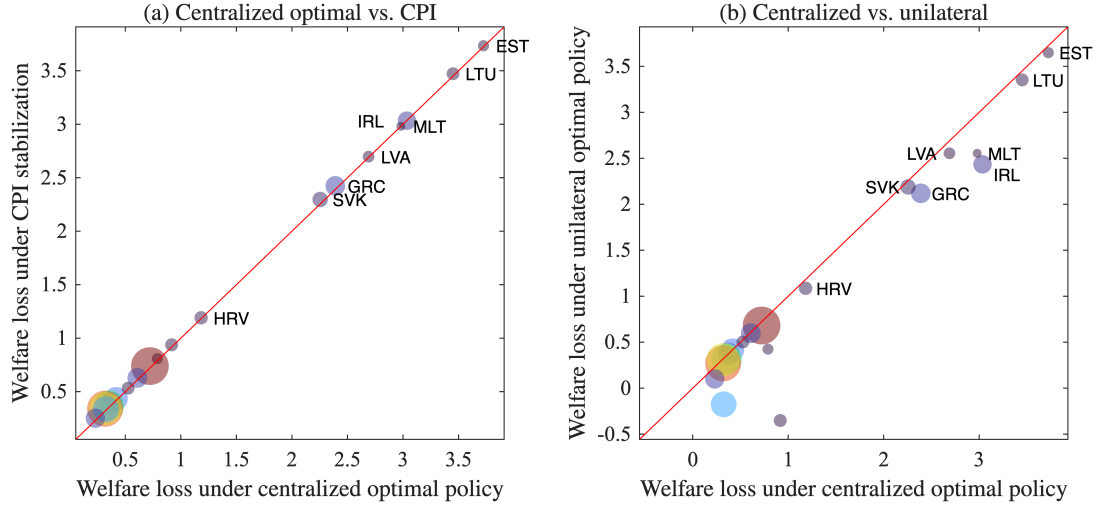 (a) Centralized optimal vs. CPI
Welfare loss under CPI stabilization
3.5
3
2.5
2
1.5
1
0.5
EST
LTU
IRL
MLT
LVA
GRC
SVK
HRV
0.5
1
1.5
2
2.5
3
3.5
Welfare loss under centralized optimal policy
(b) Centralized vs. unilateral
Welfare loss under unilateral optimal policy
3.5
3
2.5
2
1.5
1
0.5
0
-0.5
EST
LTU
LVA
MLT
IRL
SVK
GRC
HRV
0
1
2
3
Welfare loss under centralized optimal policy